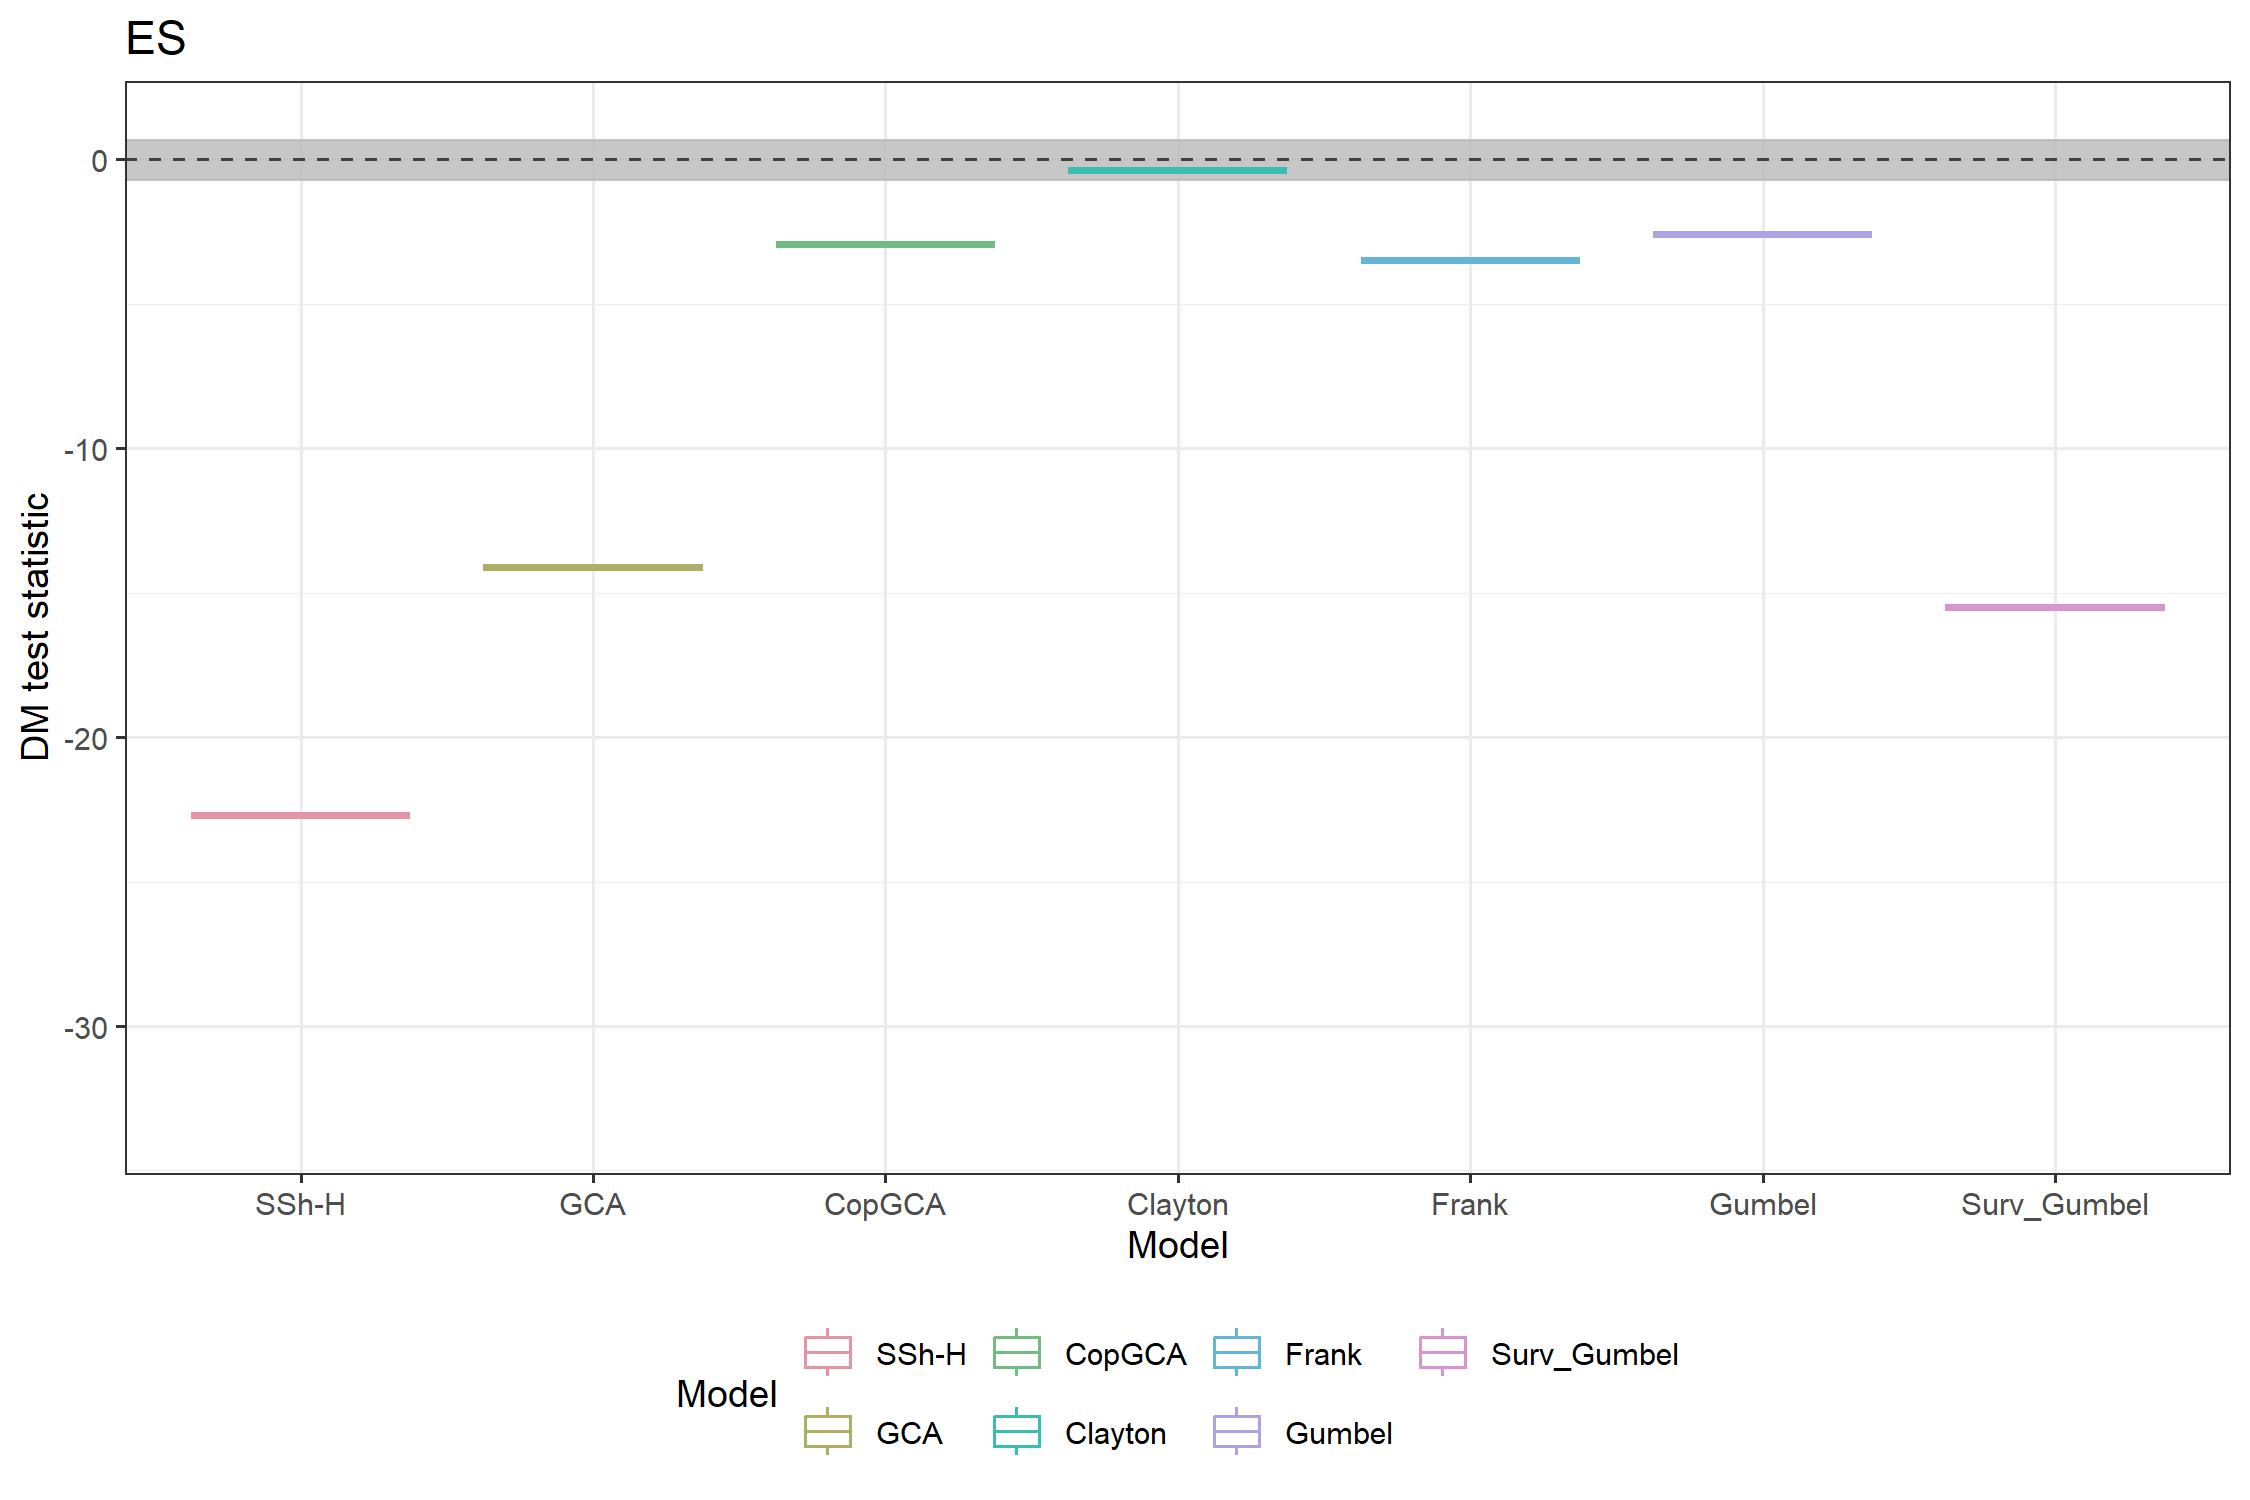 ES
DM test statistic
0
-10
-20
-30
SSh-H GCA CopGCA Clayton Frank Gumbel Surv_Gumbel
Model
Model
SSh-H CopGCA Frank Surv_Gumbel
GCA Clayton Gumbel